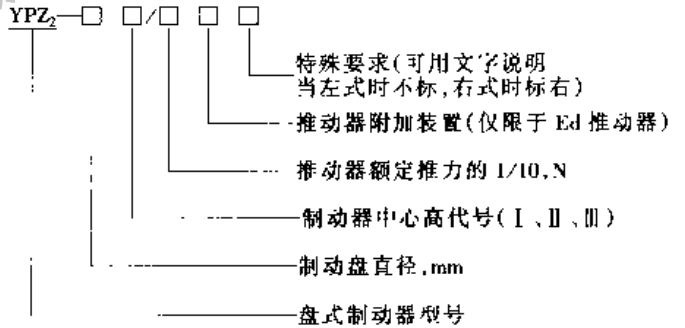 YPZ₂—□ □/□ □ □
特殊要求(可用文字说明
当左式时不标,右式时标右)
推动器附加装置(仅限于 Ed 推动器)
推动器额定推力的 1/10,N
制动器中心高代号(Ⅰ、Ⅱ、Ⅲ)
制动盘直径,mm
盘式制动器型号